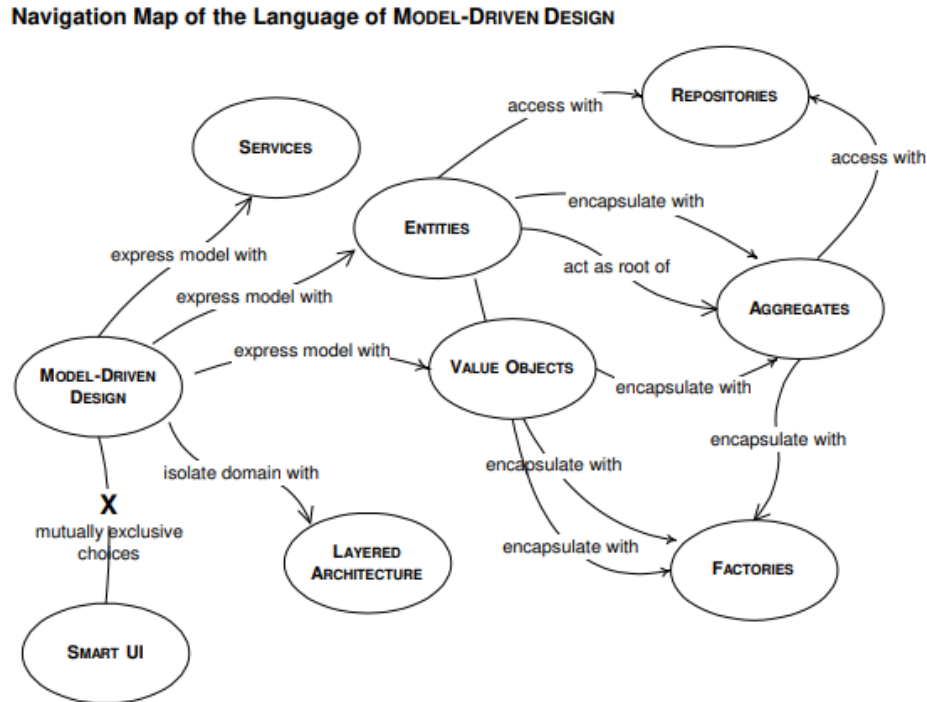 Navigation Map of the Language of MODEL-DRIVEN DESIGN
REPOSITORIES
access with
SERVICES
access with
ENTITIES
encapsulate with
express model with
act as root of
express model with
AGGREGATES
express model with
VALUE OBJECTS
MODEL-DRIVEN
DESIGN
encapsulate with
encapsulate with
isolate domain with
encapsulate with
X
mutually exclusive
choices
encapsulate with
LAYERED
ARCHITECTURE
FACTORIES
SMART UI